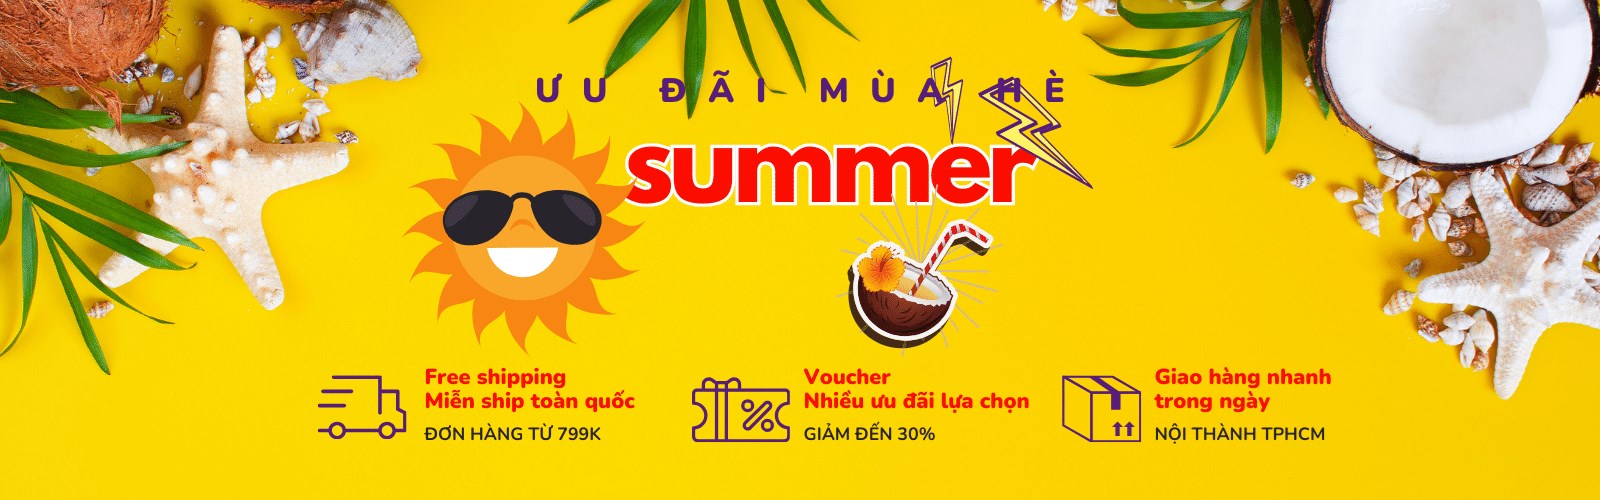 ƯU ĐÃI MÙA HÈ
summer
Free shipping
Miễn ship toàn quốc
ĐƠN HÀNG TỪ 799K
Voucher
Nhiều ưu đãi lựa chọn
GIẢM ĐẾN 30%
Giao hàng nhanh
trong ngày
NỘI THÀNH TPHCM